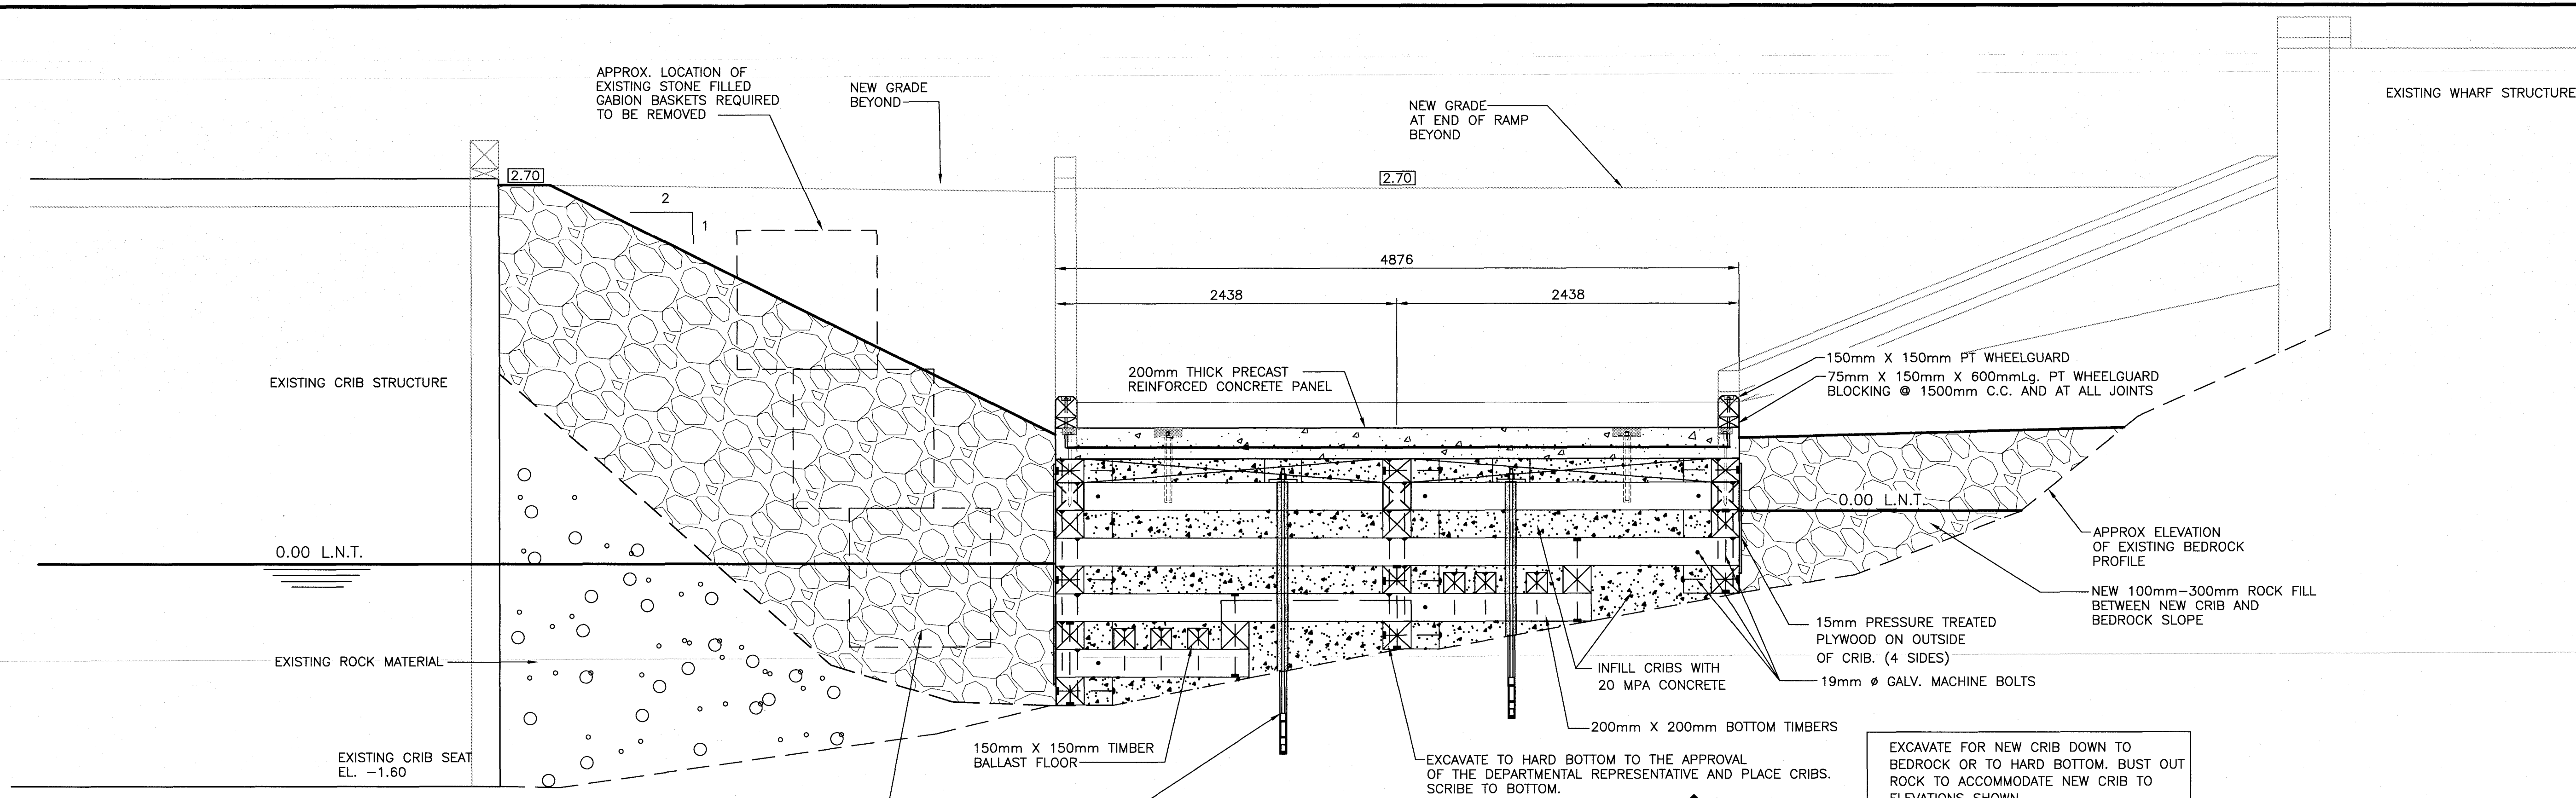 APPROX. LOCATION OF
EXISTING STONE FILLED
GABION BASKETS REQUIRED
TO BE REMOVED
NEW GRADE
BEYOND
NEW GRADE
AT END OF RAMP
BEYOND
EXISTING WHARF STRUCTURE
2.70
2
1
2.70
4876
2438
2438
EXISTING CRIB STRUCTURE
200mm THICK PRECAST
REINFORCED CONCRETE PANEL
150mm X 150mm PT WHEELGUARD
75mm X 150mm X 600mmLg. PT WHEELGUARD
BLOCKING @ 1500mm C.C. AND AT ALL JOINTS
0.00 L.N.T.
0.00 L.N.T.
APPROX ELEVATION
OF EXISTING BEDROCK
PROFILE
NEW 100mm-300mm ROCK FILL
BETWEEN NEW CRIB AND
BEDROCK SLOPE
15mm PRESSURE TREATED
PLYWOOD ON OUTSIDE
OF CRIB. (4 SIDES)
19mm ø GALV. MACHINE BOLTS
EXISTING ROCK MATERIAL
INFILL CRIBS WITH
20 MPA CONCRETE
200mm X 200mm BOTTOM TIMBERS
EXISTING CRIB SEAT
EL. -1.60
150mm X 150mm TIMBER
BALLAST FLOOR
EXCAVATE TO HARD BOTTOM TO THE APPROVAL
OF THE DEPARTMENTAL REPRESENTATIVE AND PLACE CRIBS.
SCRIBE TO BOTTOM.
EXCAVATE FOR NEW CRIB DOWN TO
BEDROCK OR TO HARD BOTTOM. BUST OUT
ROCK TO ACCOMMODATE NEW CRIB TO
ELEVATIONS SHOWN